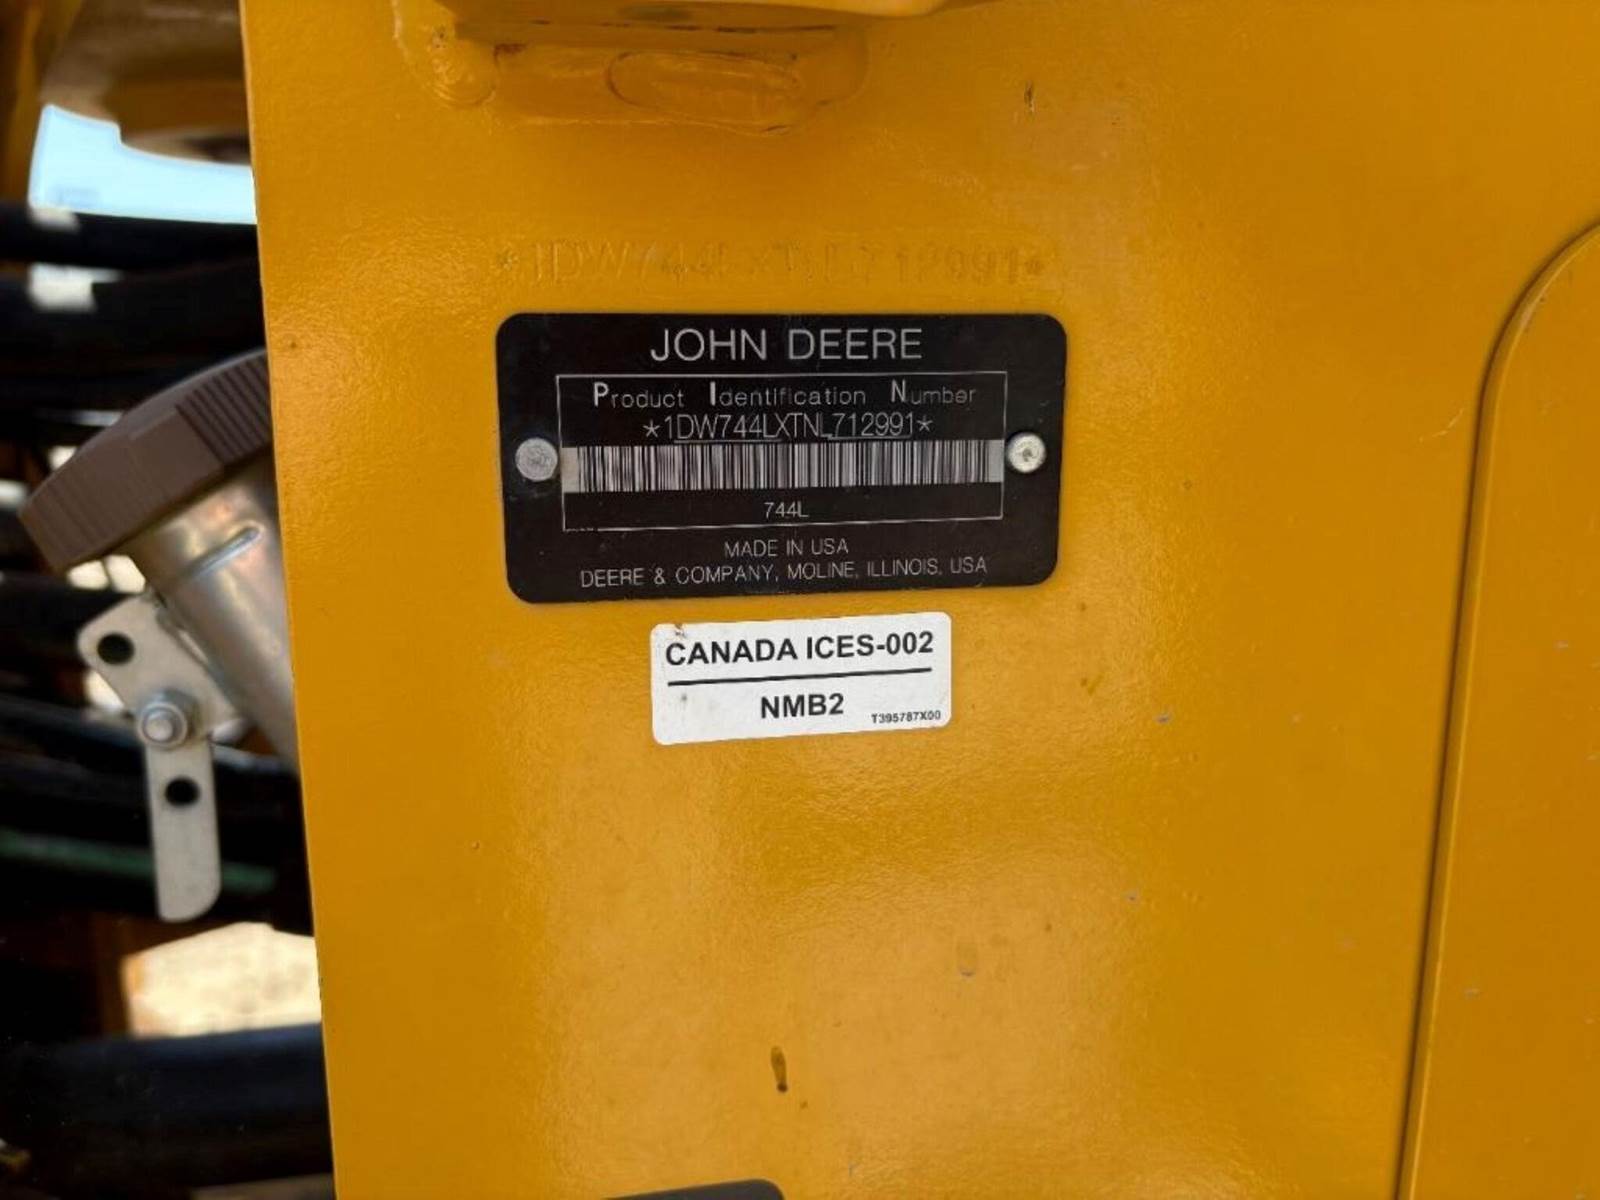 *1DW744LXTNL712991*
JOHN DEERE
Product Identification Number
*1DW744LXTNL712991*
744L
MADE IN USA
DEERE & COMPANY, MOLINE, ILLINOIS, USA
CANADA ICES-002
NMB2
T395787X00